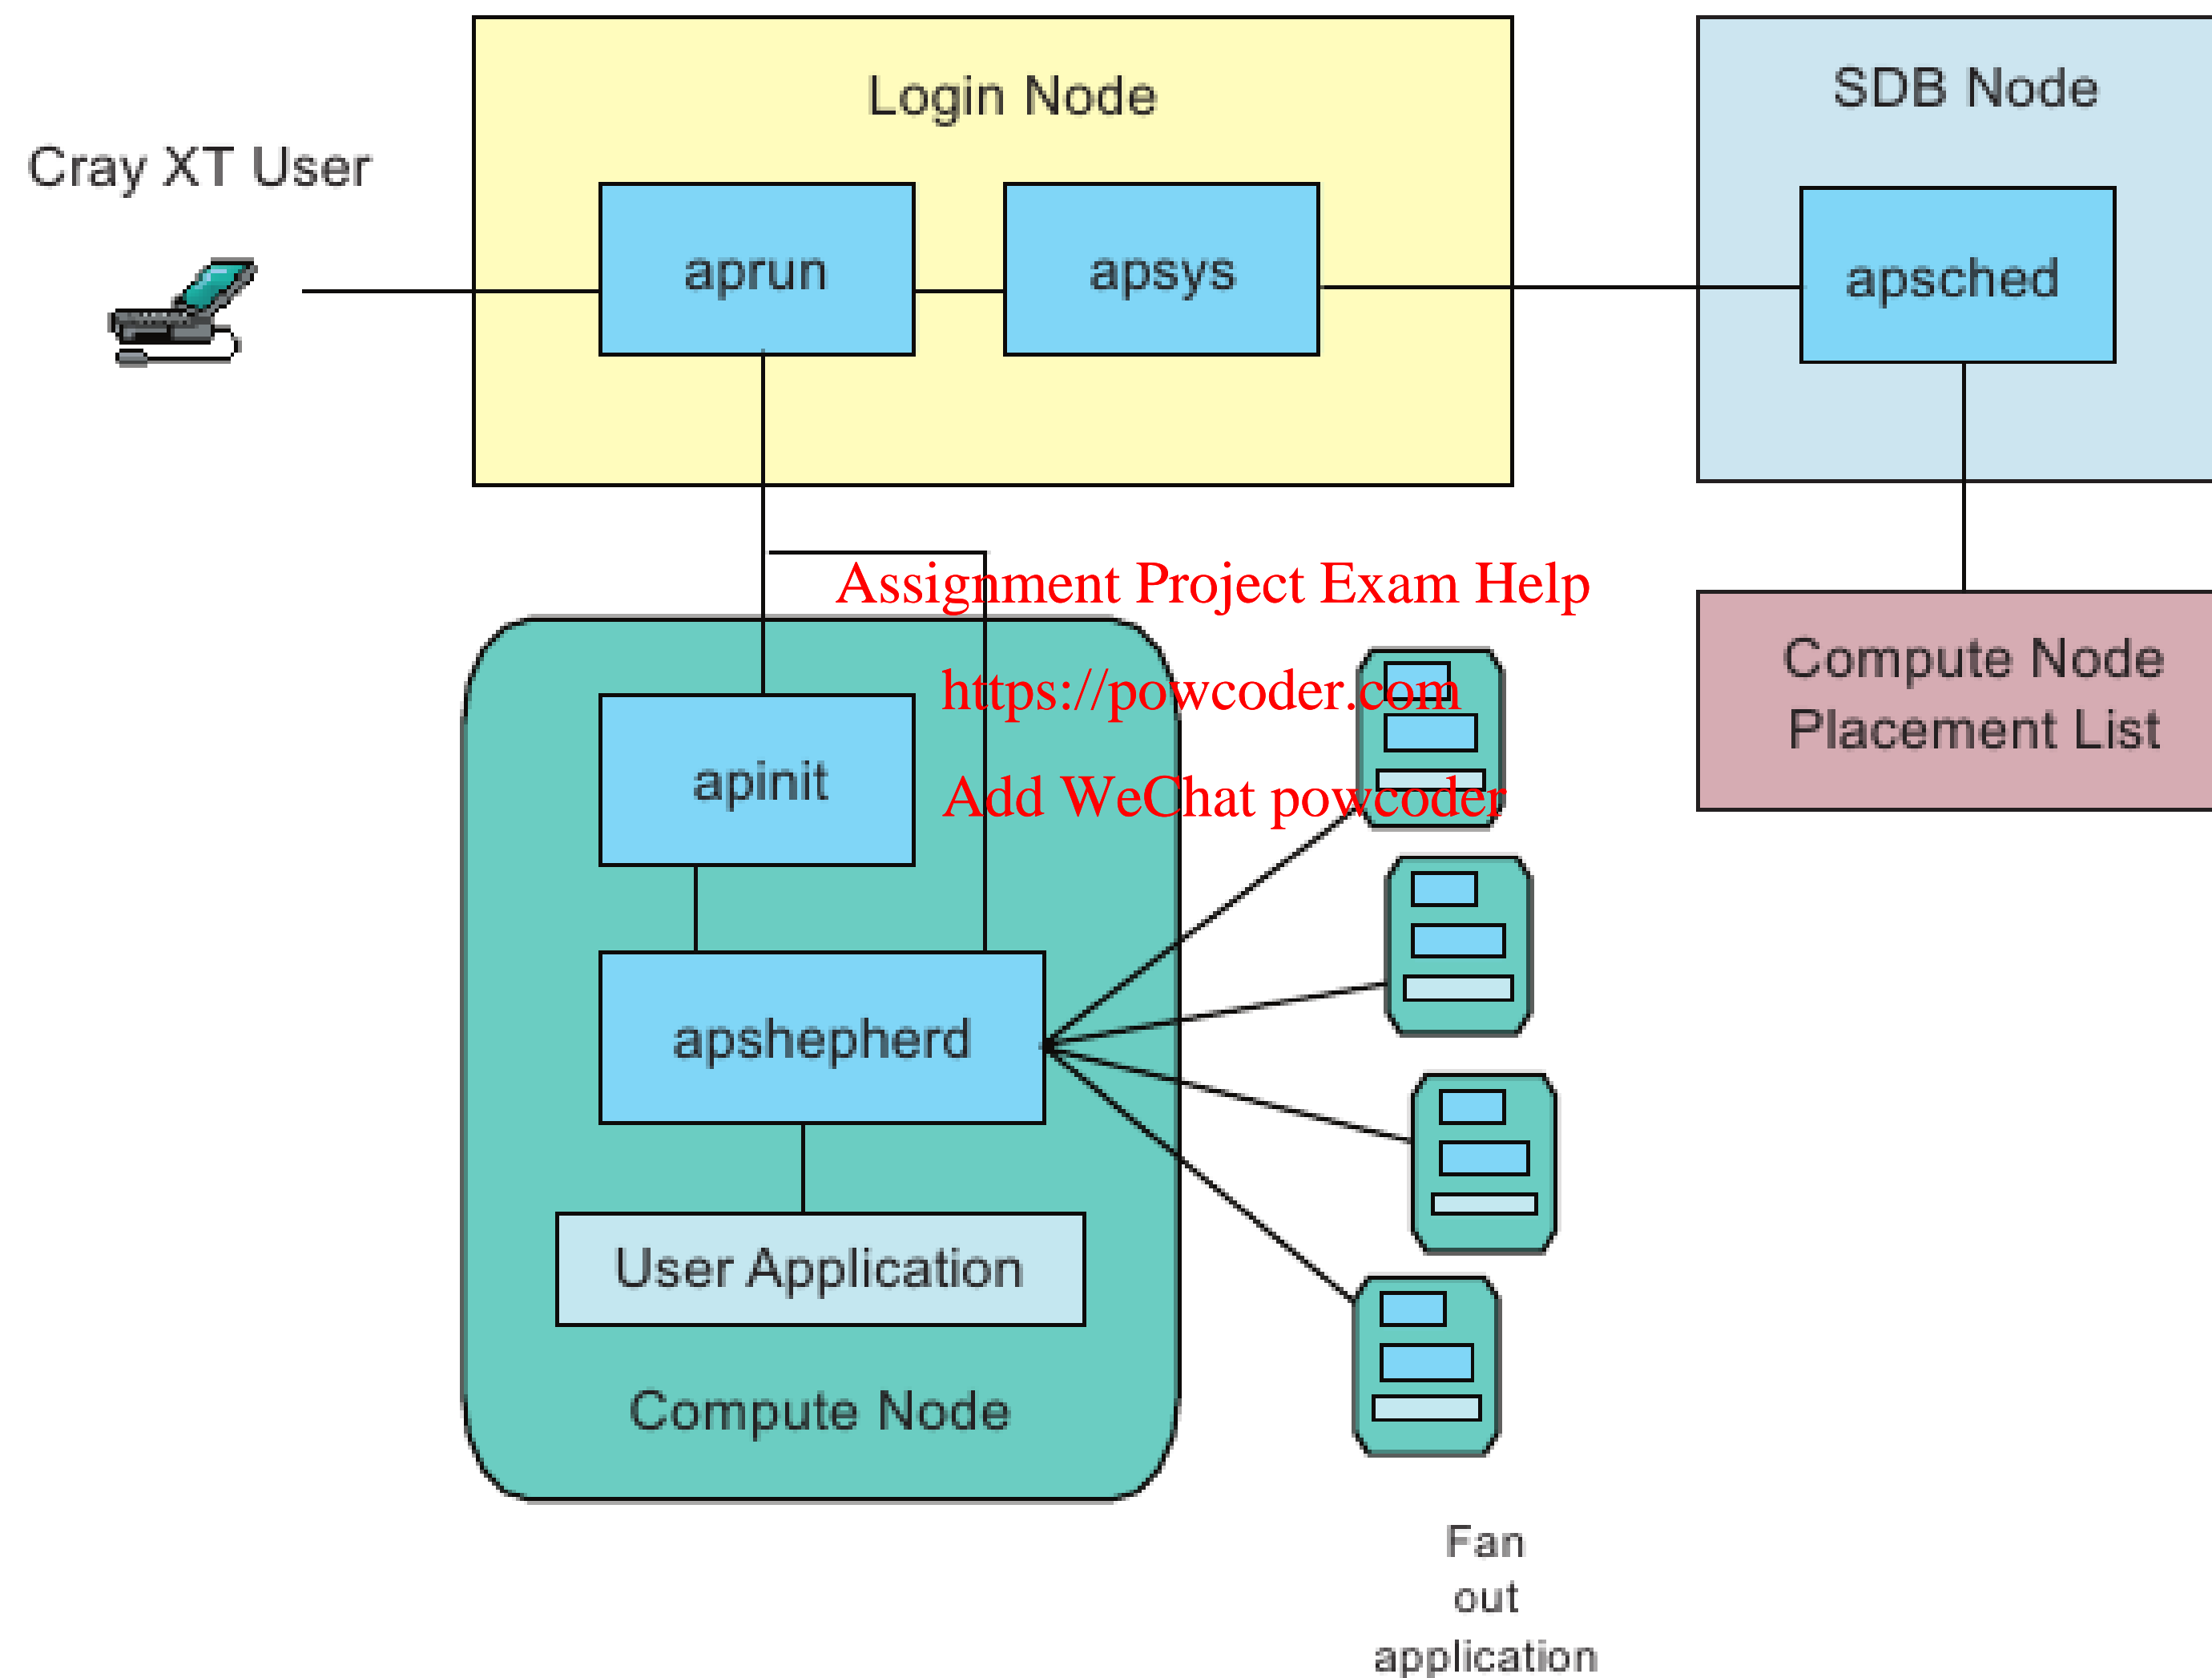 Login Node
SDB Node
Cray XT User
aprun
apsys
apsched
Assignment Project Exam Help
https://powcoder.com
Add WeChat powcoder
Compute Node
Placement List
apinit
apshepherd
User Application
Compute Node
Fan
out
application